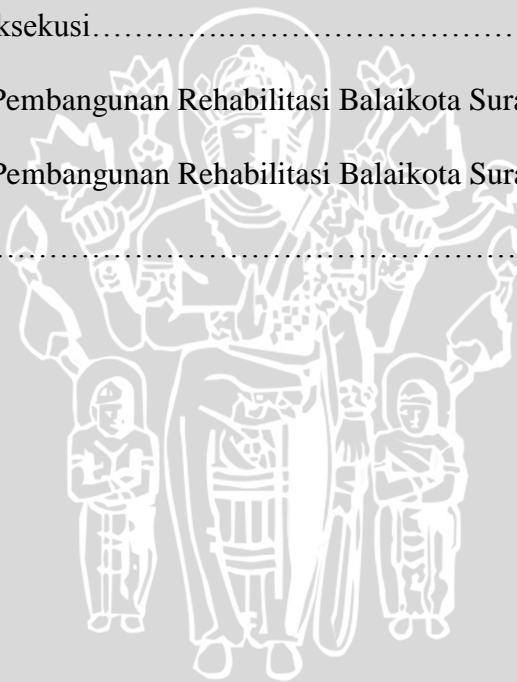 ksekusi…………..…………………………
Pembangunan Rehabilitasi Balaikota Sura
Pembangunan Rehabilitasi Balaikota Sura
………………………………………………